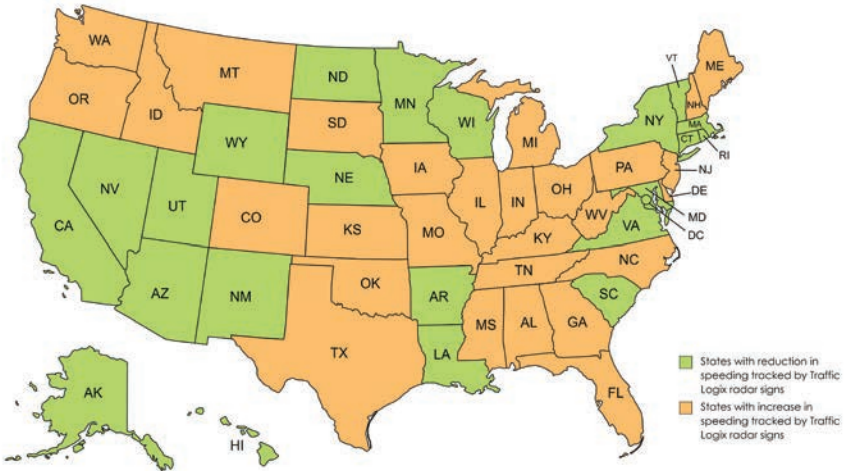 WA
MT
ND
MN
VT
ME
OR
ID
SD
WI
NY
NH
MA
CT
RI
WY
MI
NE
IA
PA
NJ
NV
UT
IL
IN
OH
DE
CA
CO
WV
MD
KS
MO
KY
VA
DC
AZ
NM
OK
TN
NC
AR
SC
MS
AL
GA
TX
LA
FL
AK
HI
States with reduction in
speeding tracked by Traffic
Logix radar signs
States with increase in
speeding tracked by Traffic
Logix radar signs